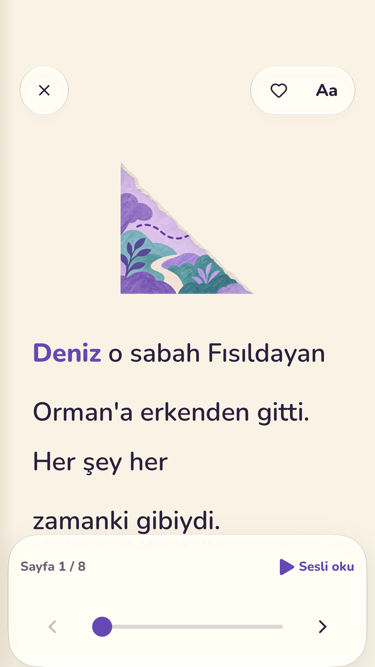 Aa
Deniz o sabah Fısıldayan
Orman'a erkenden gitti.
Her şey her
zamanki gibiydi.
Sayfa 1 / 8
Sesli oku